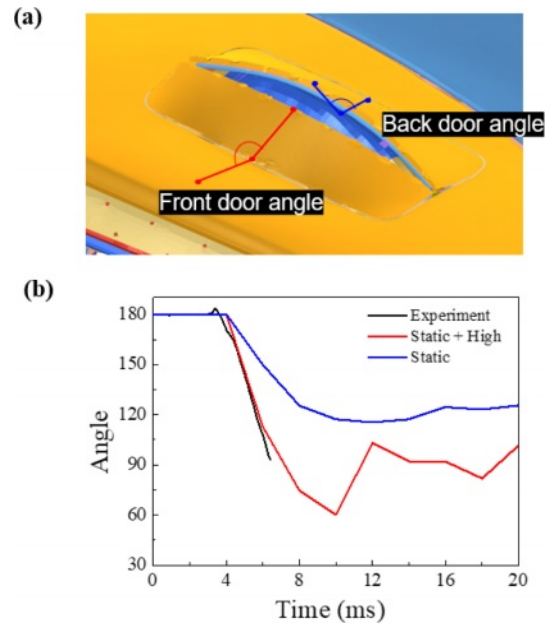 (a)
Back door angle
Front door angle
(b)
180
150
120
90
60
30
Angle
Experiment
Static + High
Static
0
4
8
12
16
20
Time (ms)